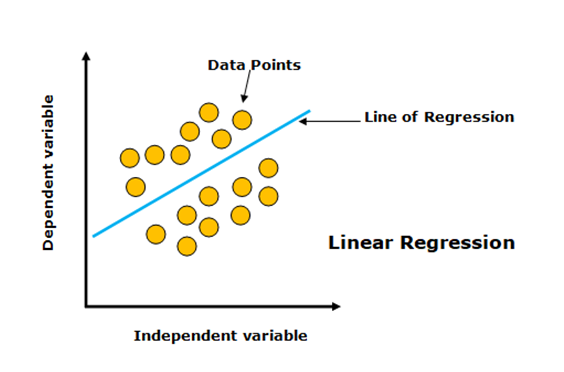 Data Points
Line of Regression
Dependent variable
Linear Regression
Independent variable